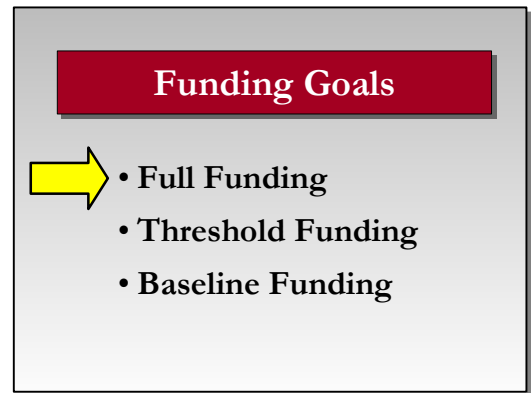 Funding Goals
• Full Funding
• Threshold Funding
• Baseline Funding